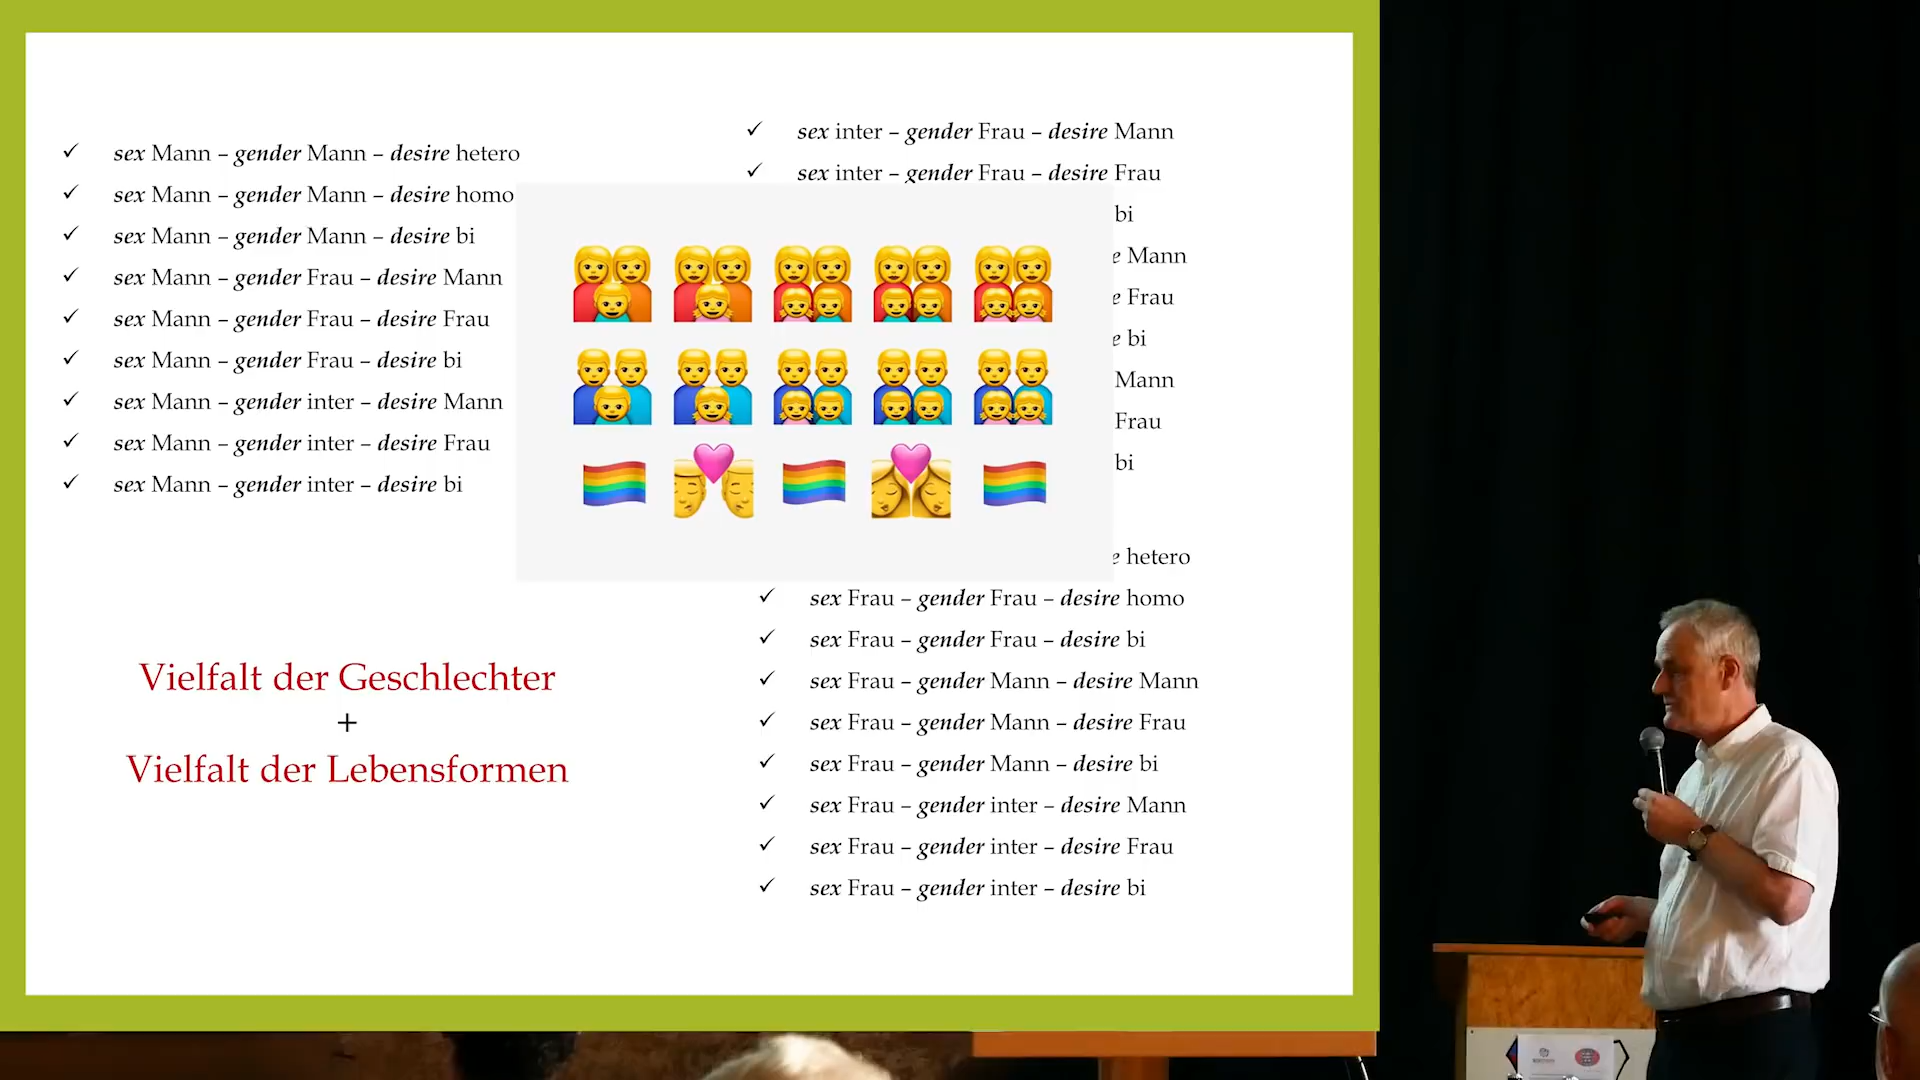 ✓ sex Mann – gender Mann – desire hetero
✓ sex Mann – gender Mann – desire homo
✓ sex Mann – gender Mann – desire bi
✓ sex Mann – gender Frau – desire Mann
✓ sex Mann – gender Frau – desire Frau
✓ sex Mann – gender Frau – desire bi
✓ sex Mann – gender inter – desire Mann
✓ sex Mann – gender inter – desire Frau
✓ sex Mann – gender inter – desire bi
Vielfalt der Geschlechter
+
Vielfalt der Lebensformen
✓ sex inter – gender Frau – desire Mann
✓ sex inter – gender Frau – desire Frau
bi
e Mann
e Frau
e bi
Mann
Frau
bi
e hetero
✓ sex Frau – gender Frau – desire homo
✓ sex Frau – gender Frau – desire bi
✓ sex Frau – gender Mann – desire Mann
✓ sex Frau – gender Mann – desire Frau
✓ sex Frau – gender Mann – desire bi
✓ sex Frau – gender inter – desire Mann
✓ sex Frau – gender inter – desire Frau
✓ sex Frau – gender inter – desire bi